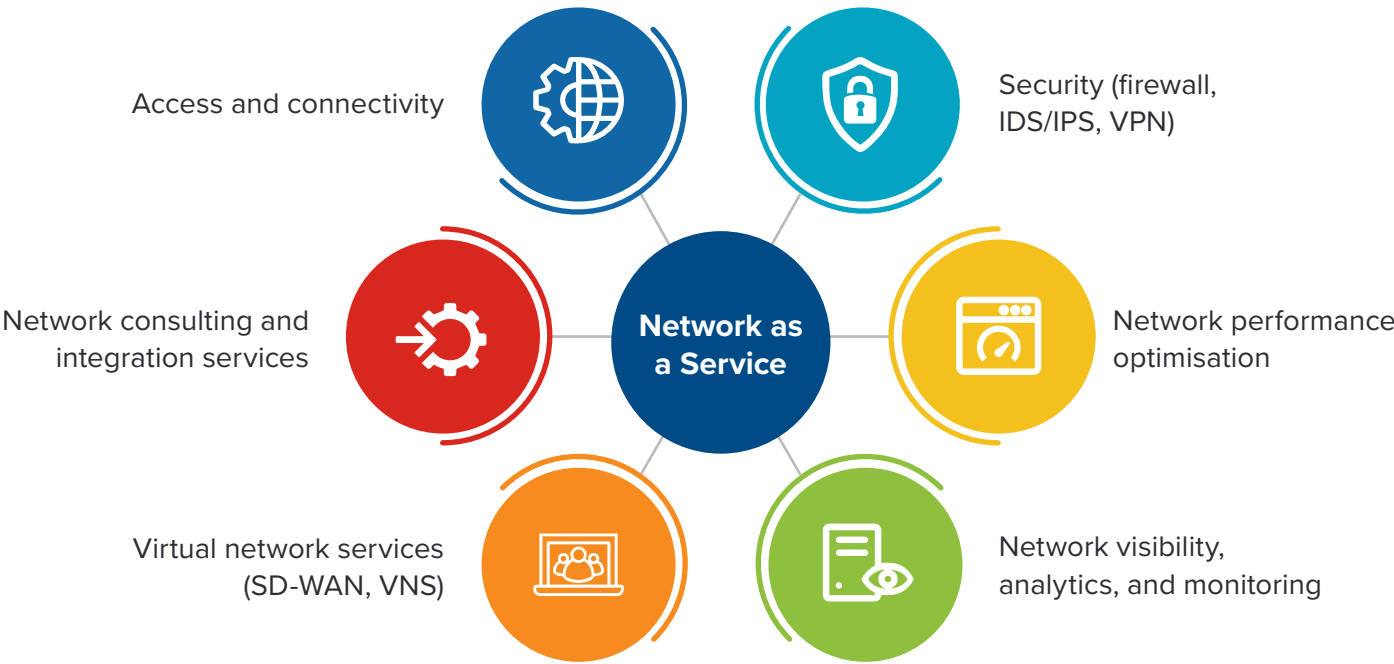 Access and connectivity
Security (firewall,
IDS/IPS, VPN)
Network consulting and
integration services
Network as
a Service
Network performance
optimisation
Virtual network services
(SD-WAN, VNS)
Network visibility,
analytics, and monitoring